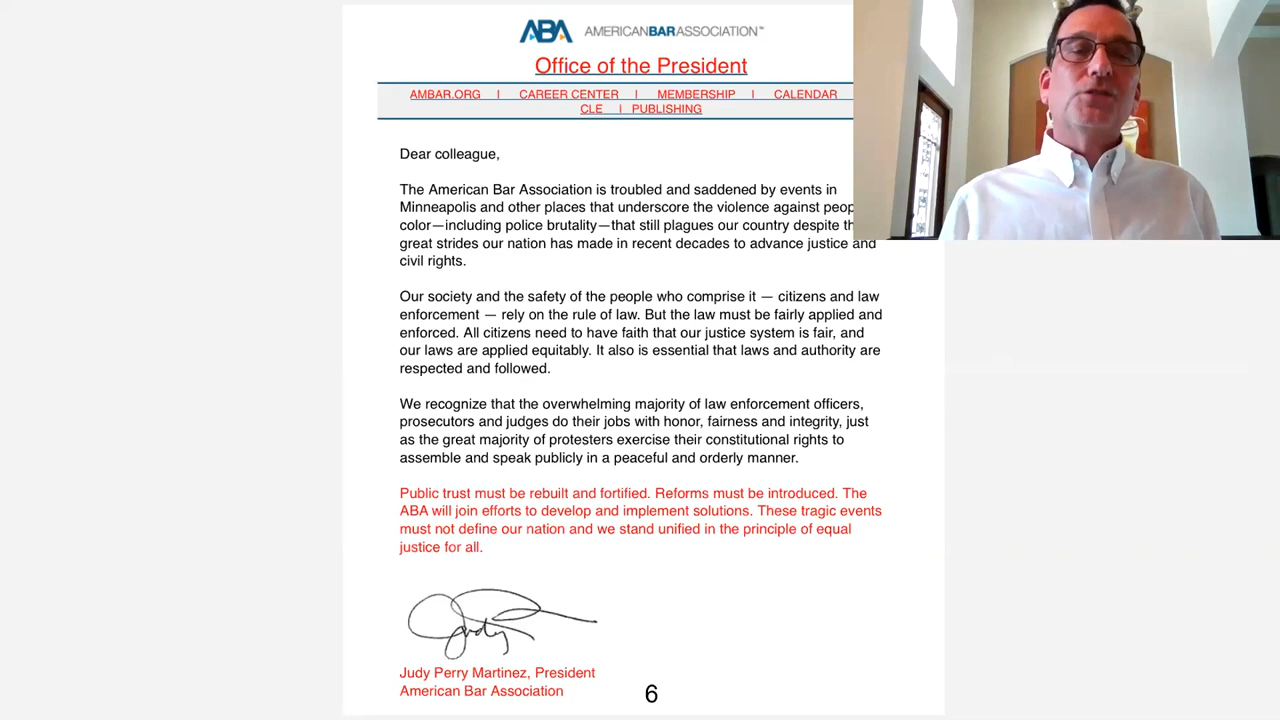 ABA AMERICANBARASSOCIATION™
Office of the President
AMBAR.ORG | CAREER CENTER | MEMBERSHIP | CALENDAR
CLE | PUBLISHING
Dear colleague,
The American Bar Association is troubled and saddened by events in
Minneapolis and other places that underscore the violence against
color—including police brutality—that still plagues our country despite
great strides our nation has made in recent decades to advance justice and
civil rights.
Our society and the safety of the people who comprise it — citizens and law
enforcement — rely on the rule of law. But the law must be fairly applied and
enforced. All citizens need to have faith that our justice system is fair, and
our laws are applied equitably. It also is essential that laws and authority are
respected and followed.
We recognize that the overwhelming majority of law enforcement officers,
prosecutors and judges do their jobs with honor, fairness and integrity, just
as the great majority of protesters exercise their constitutional rights to
assemble and speak publicly in a peaceful and orderly manner.
Public trust must be rebuilt and fortified. Reforms must be introduced. The
ABA will join efforts to develop and implement solutions. These tragic events
must not define our nation and we stand unified in the principle of equal
justice for all.
Judy
Judy Perry Martinez, President
American Bar Association
6